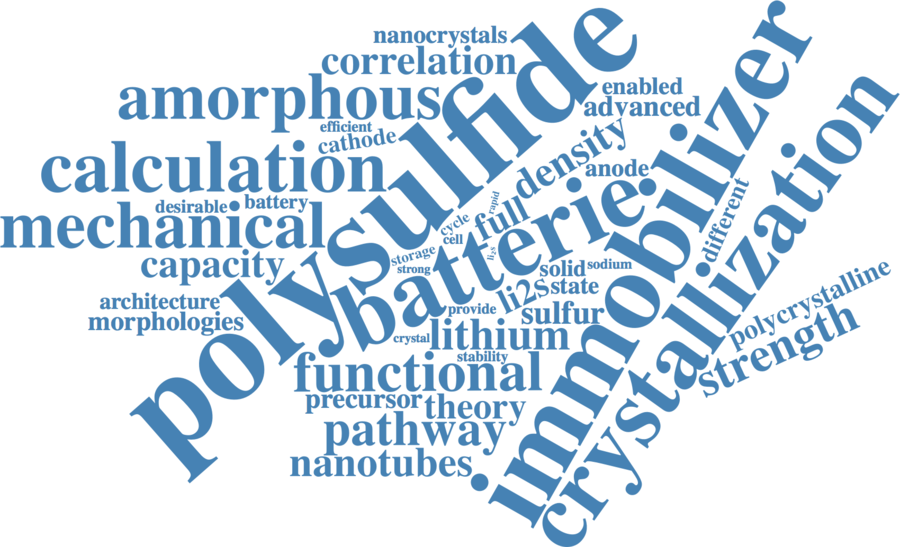 nanocrystals
correlation
polysulfide
immobilizer
amorphous
enabled
advanced
efficient
cathode
crystallization
calculation
density
anode
desirable
battery
rapid
mechanical
cycle
full
cell
batterie
different
capacity
storage
strong
li₂s
solid
sodium
li2s
state
architecture
morphologies
provide
sulfur
polycrystalline
crystal
lithium
strength
stability
functional
precursor
theory
pathway
nanotubes